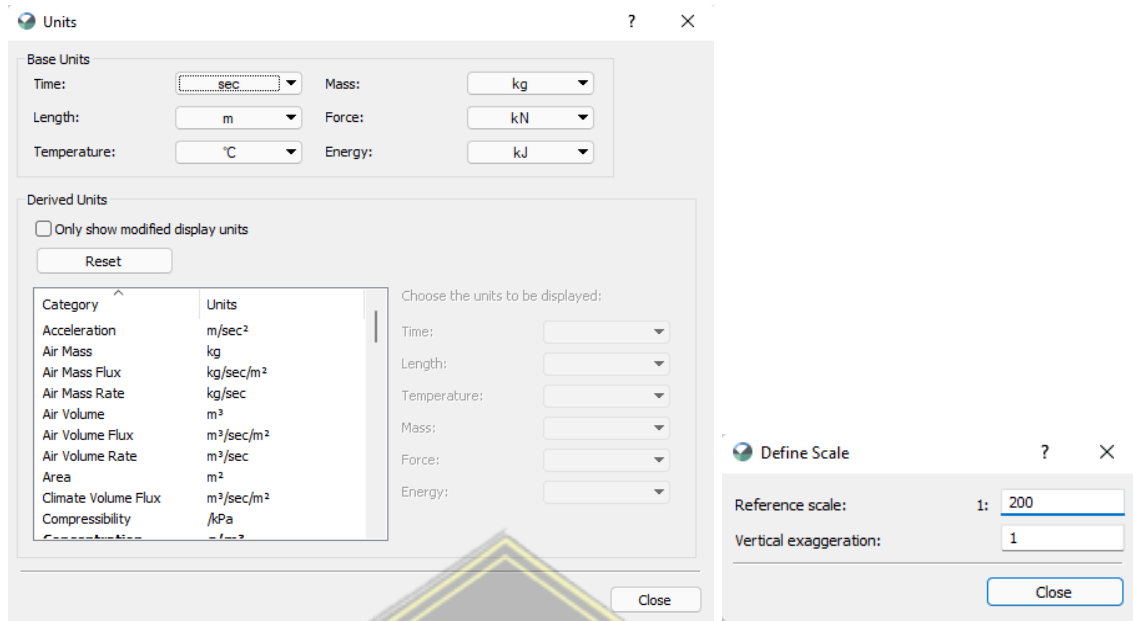 Units ? ×
Base Units
Time: sec Mass: kg
Length: m Force: kN
Temperature: °C Energy: kJ
Derived Units
Only show modified display units
Reset
Category Units
Choose the units to be displayed:
Acceleration m/sec²
Air Mass kg
Air Mass Flux kg/sec/m²
Air Mass Rate kg/sec
Air Volume m³
Air Volume Flux m³/sec/m²
Air Volume Rate m³/sec
Area m²
Climate Volume Flux m³/sec/m²
Compressibility /kPa
Concentration g/m³
Time:
Length:
Temperature:
Mass:
Force:
Energy:
Close
Define Scale ? ×
Reference scale: 1: 200
Vertical exaggeration: 1
Close